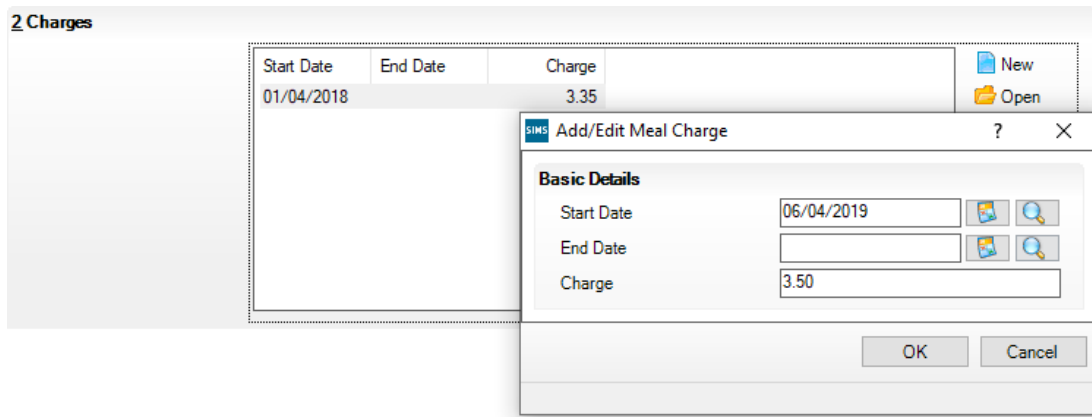 2 Charges
Start Date End Date Charge
01/04/2018 3.35
New
Open
SIMS Add/Edit Meal Charge ?
Basic Details
Start Date 06/04/2019
End Date
Charge 3.50
OK Cancel